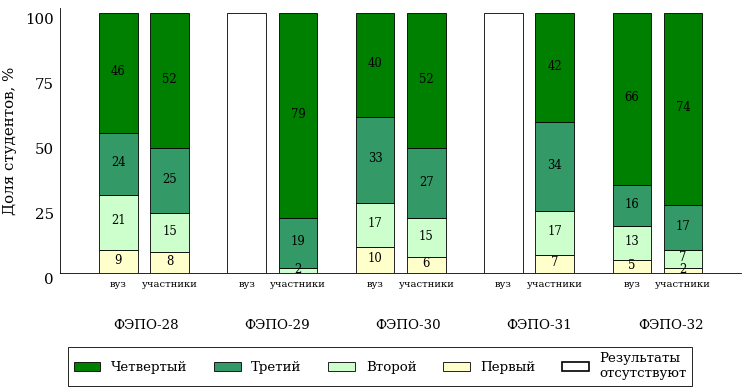 Доля студентов, %
100
75
50
25
0
46 52 40 52 42 66 74
79
24 25 19 33 27 34 16 17
21 15 2 17 15 17 13 7
9 8 10 6 7 5 2
вуз участники вуз участники вуз участники вуз участники вуз участники
ФЭПО-28 ФЭПО-29 ФЭПО-30 ФЭПО-31 ФЭПО-32
Четвертый Третий Второй Первый Результаты
отсутствуют